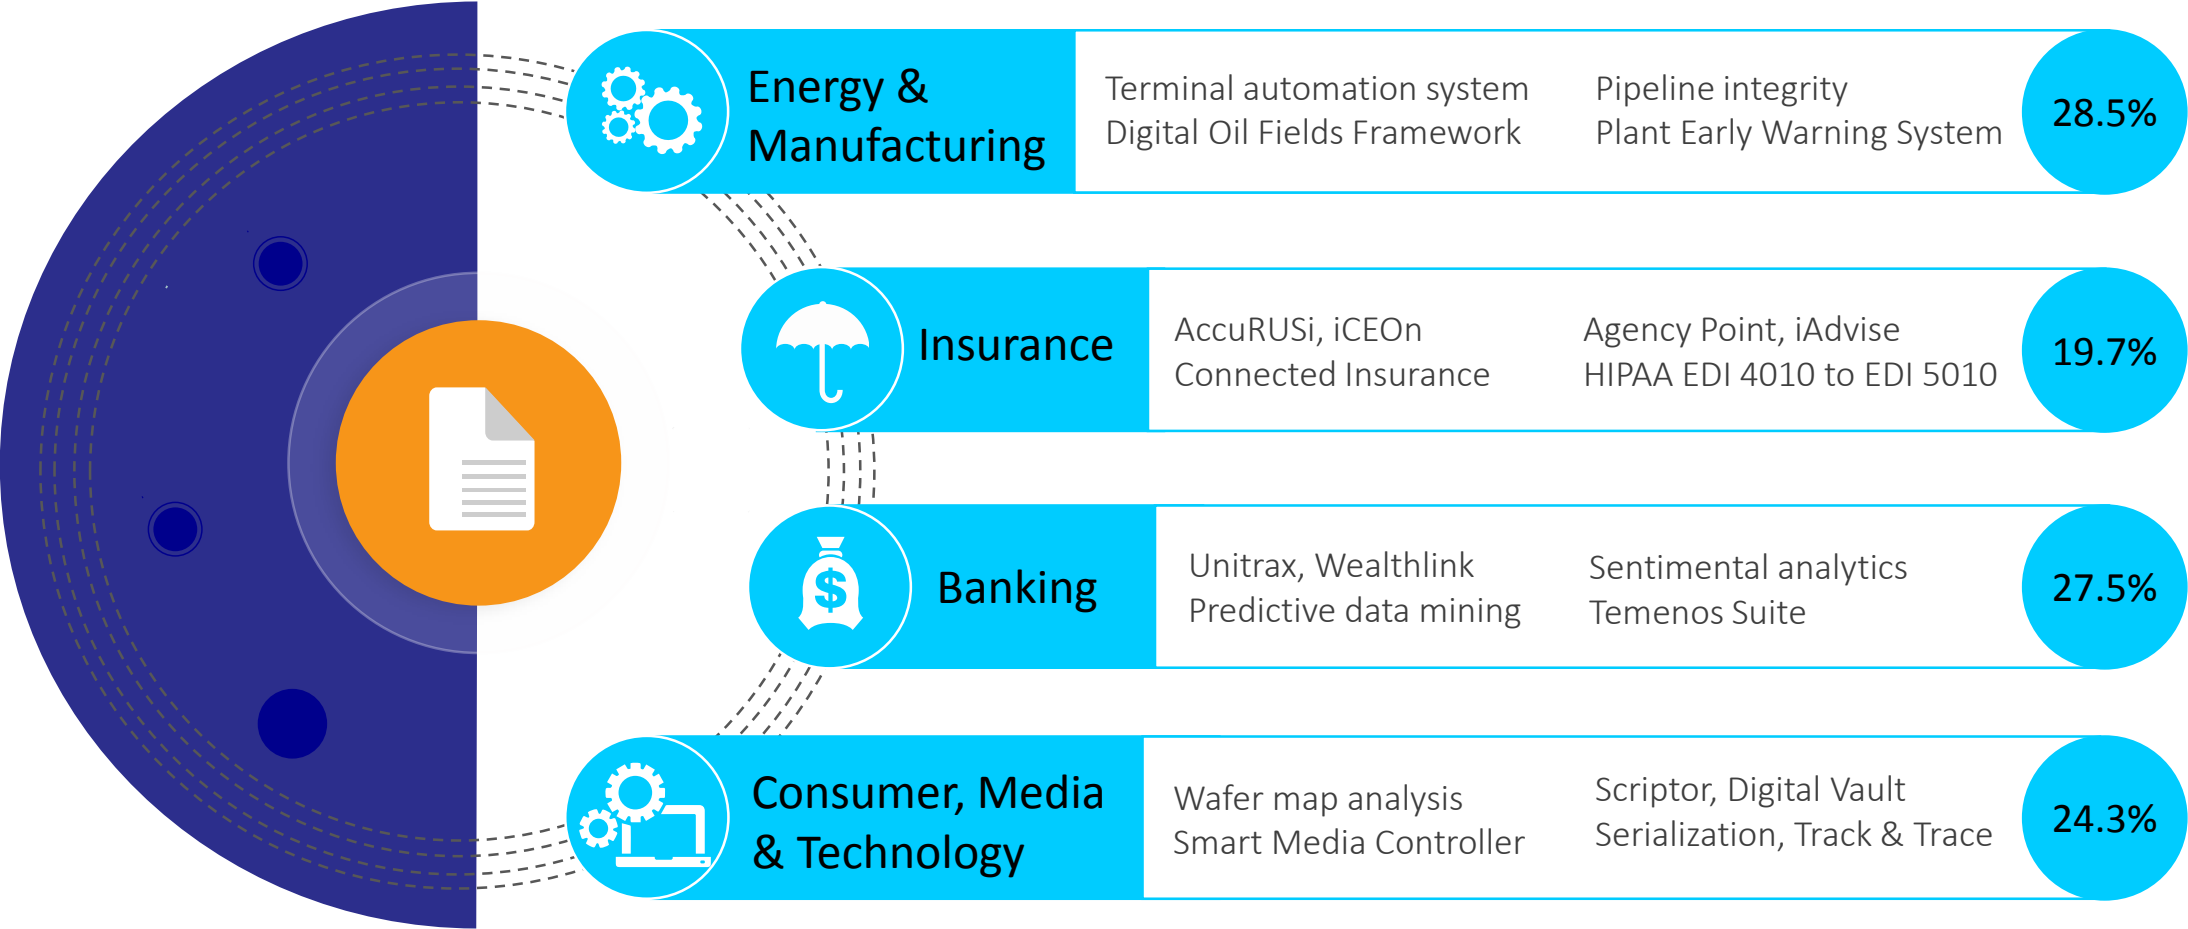 Energy &
Manufacturing
Terminal automation system
Digital Oil Fields Framework
Pipeline integrity
Plant Early Warning System
28.5%
Insurance
AccuRUSi, iCEOn
Connected Insurance
Agency Point, iAdvise
HIPAA EDI 4010 to EDI 5010
19.7%
Banking
$
Unitrax, Wealthlink
Predictive data mining
Sentimental analytics
Temenos Suite
27.5%
Consumer, Media
& Technology
Wafer map analysis
Smart Media Controller
Scriptor, Digital Vault
Serialization, Track & Trace
24.3%